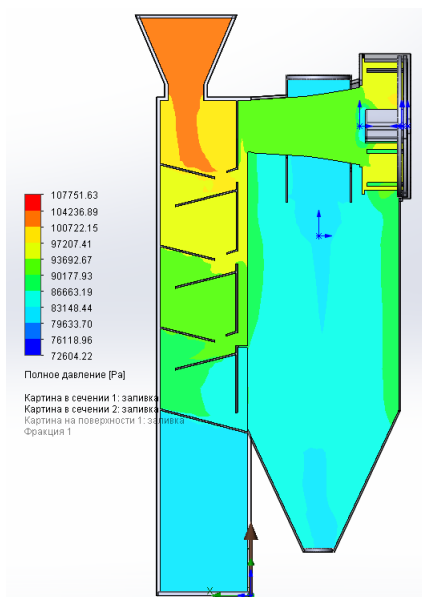 107751.63
104236.89
100722.15
97207.41
93692.67
90177.93
86663.19
83148.44
79633.70
76118.96
72604.22
Полное давление [Pa]
Картина в сечении 1: заливка
Картина в сечении 2: заливка
Картина на поверхности 1: заливка
Фракция 1
X